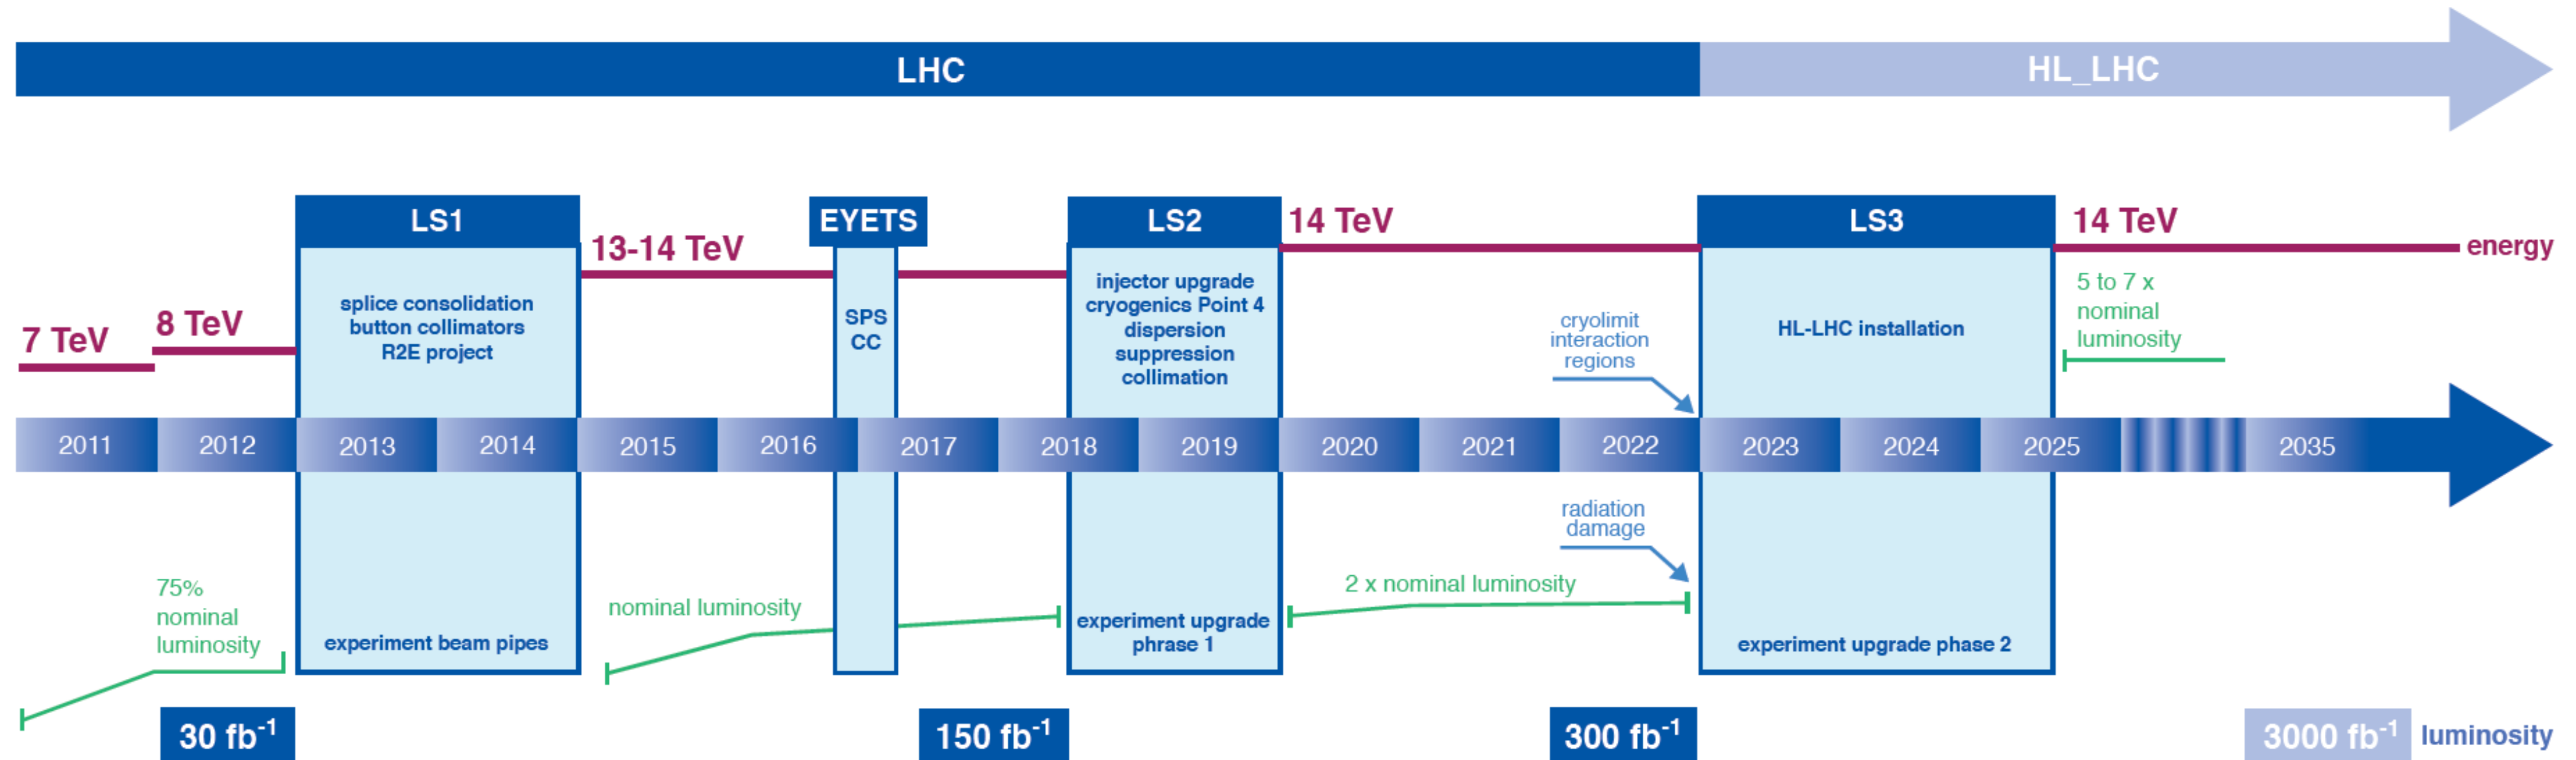 LHC
HL_LHC
LS1
EYETS
LS2
14 TeV
LS3
14 TeV
13-14 TeV
energy
7 TeV
8 TeV
splice consolidation
button collimators
R2E project
SPS
CC
injector upgrade
cryogenics Point 4
dispersion
suppression
collimation
cryolimit
interaction
regions
HL-LHC installation
5 to 7 x
nominal
luminosity
2011
2012
2013
2014
2015
2016
2017
2018
2019
2020
2021
2022
2023
2024
2025
2035
radiation
damage
75%
nominal
luminosity
experiment beam pipes
nominal luminosity
experiment upgrade
phrase 1
2 x nominal luminosity
experiment upgrade phase 2
30 fb-1
150 fb-1
300 fb-1
3000 fb-1
luminosity